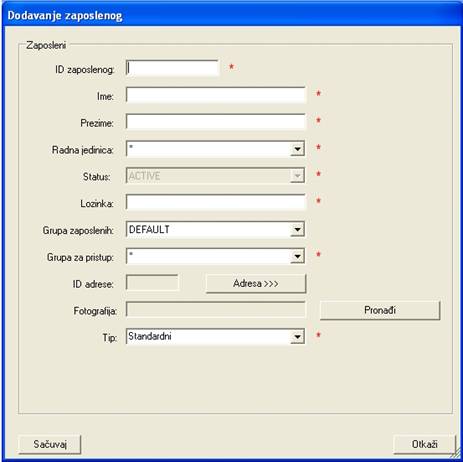 Dodavanje zaposlenog
Zaposleni
ID zaposlenog: *
Ime: *
Prezime: *
Radna jedinica: * *
Status: ACTIVE *
Lozinka: *
Grupa zaposlenih: DEFAULT
Grupa za pristup: * *
ID adrese: Adresa >>>
Fotografija: Pronađi
Tip: Standardni *
Sačuvaj Otkaži